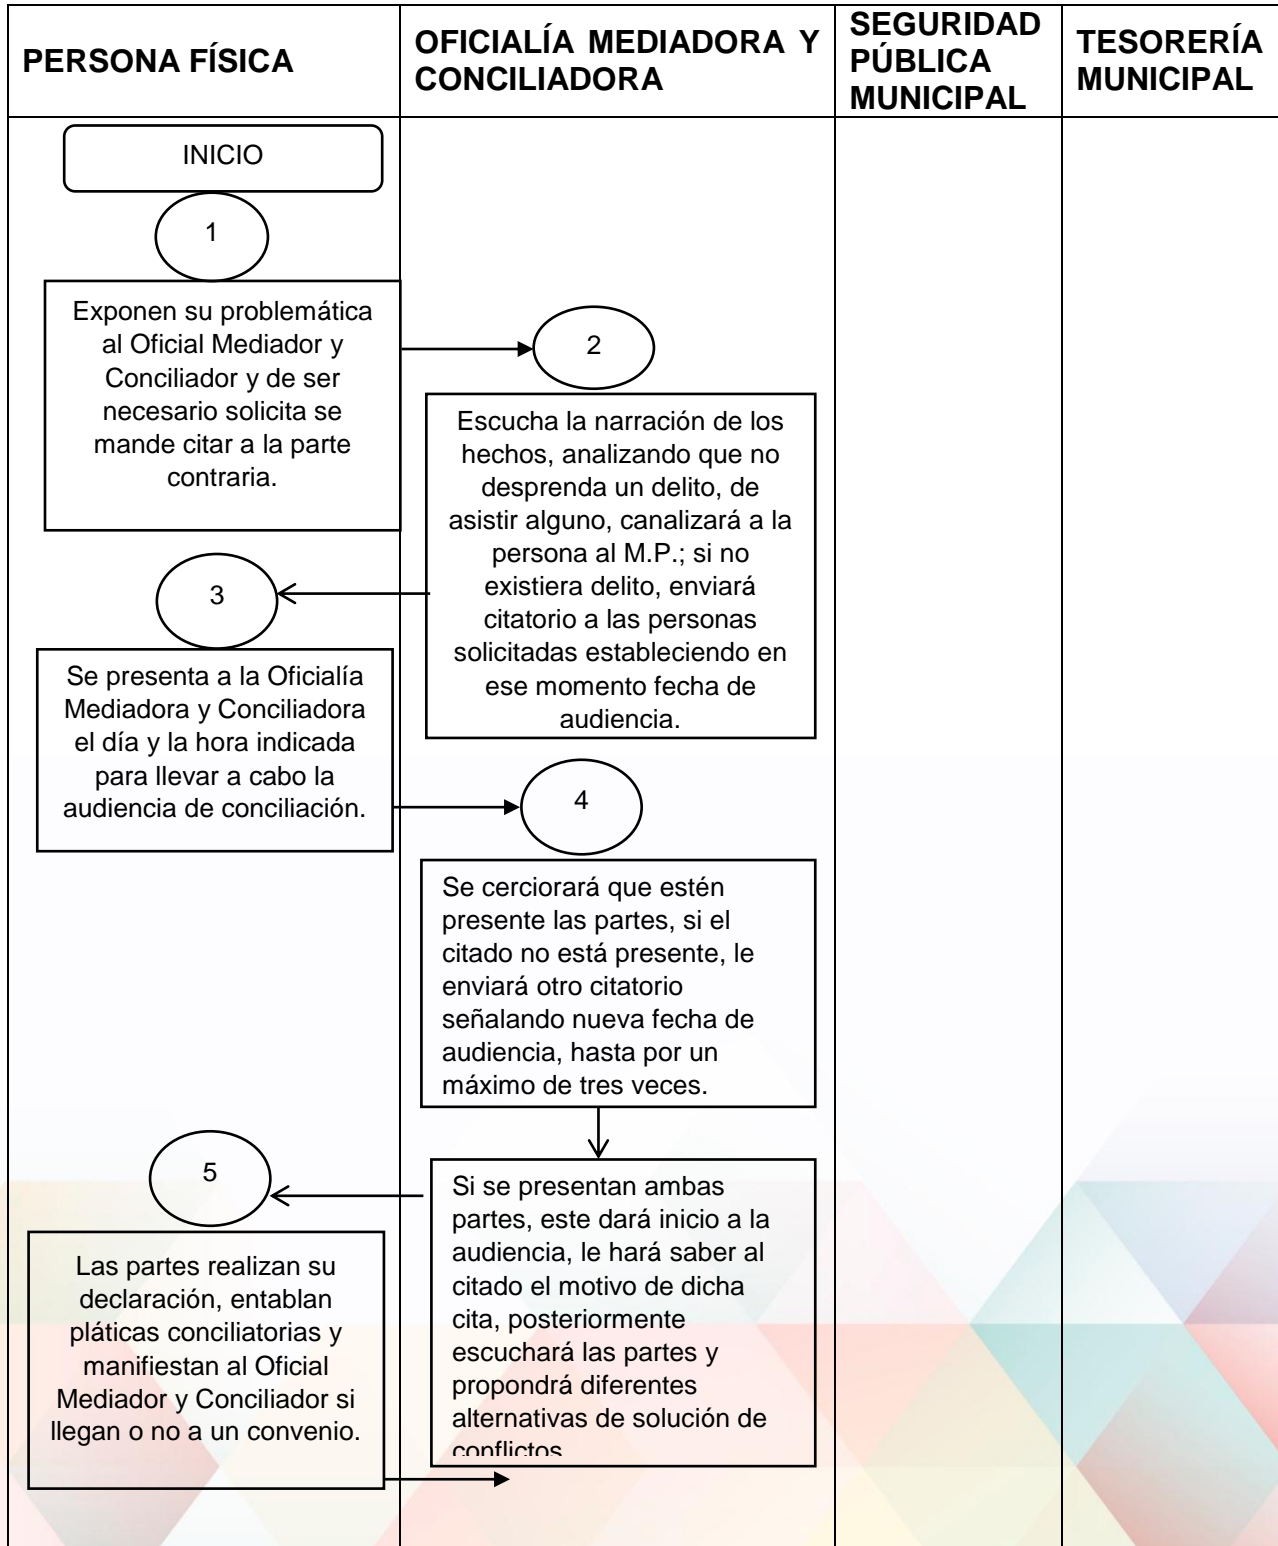 PERSONA FÍSICA
OFICIALÍA MEDIADORA Y
CONCILIADORA
SEGURIDAD
PÚBLICA
MUNICIPAL
TESORERÍA
MUNICIPAL
INICIO
1
Exponen su problemática
al Oficial Mediador y
Conciliador y de ser
necesario solicita se
mande citar a la parte
contraria.
2
Escucha la narración de los
hechos, analizando que no
desprenda un delito, de
asistir alguno, canalizará a la
persona al M.P.; si no
existiera delito, enviará
citatorio a las personas
solicitadas estableciendo en
ese momento fecha de
audiencia.
3
Se presenta a la Oficialía
Mediadora y Conciliadora
el día y la hora indicada
para llevar a cabo la
audiencia de conciliación.
4
Se cerciorará que estén
presente las partes, si el
citado no está presente, le
enviará otro citatorio
señalando nueva fecha de
audiencia, hasta por un
máximo de tres veces.
Si se presentan ambas
partes, este dará inicio a la
audiencia, le hará saber al
citado el motivo de dicha
cita, posteriormente
escuchará las partes y
propondrá diferentes
alternativas de solución de
conflictos
5
Las partes realizan su
declaración, entablan
pláticas conciliatorias y
manifiestan al Oficial
Mediador y Conciliador si
llegan o no a un convenio.